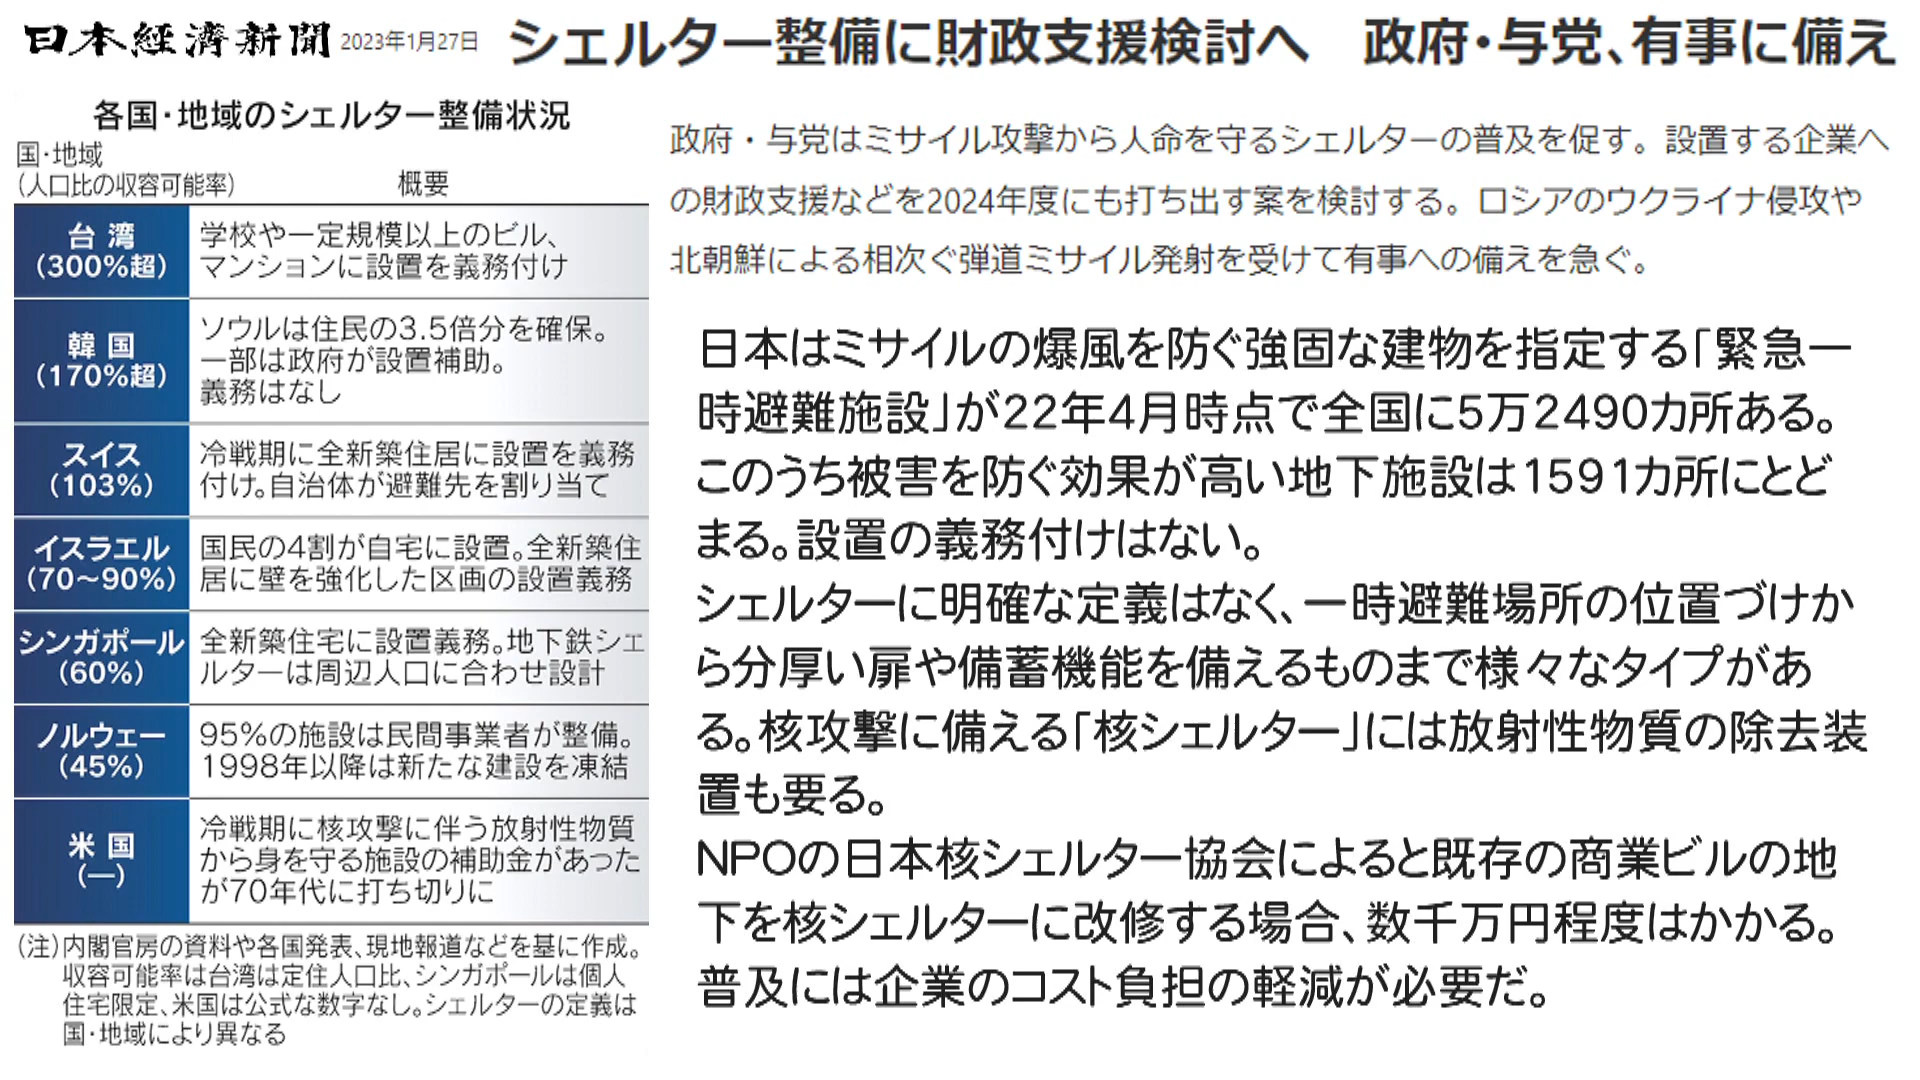 日本経済新聞 2023年1月27日 シェルター整備に財政支援検討へ　政府・与党、有事に備え
各国・地域のシェルター整備状況
国・地域
（人口比の収容可能率）　概要
台 湾
（300%超）
学校や一定規模以上のビル、
マンションに設置を義務付け
韓 国
（170%超）
ソウルは住民の3.5倍分を確保。
一部は政府が設置補助。
義務はなし
スイス
（103%）
冷戦期に全新築住居に設置を義務
付け。自治体が避難先を割り当て
イスラエル
（70〜90%）
国民の4割が自宅に設置。全新築住
居に壁を強化した区画の設置義務
シンガポール
（60%）
全新築住宅に設置義務。地下鉄シェ
ルターは周辺人口に合わせ設計
ノルウェー
（45%）
95%の施設は民間事業者が整備。
1998年以降は新たな建設を凍結
米 国
（―）
冷戦期に核攻撃に伴う放射性物質
から身を守る施設の補助金があった
が70年代に打ち切りに
（注）内閣官房の資料や各国発表、現地報道などを基に作成。
収容可能率は台湾は定住人口比、シンガポールは個人
住宅限定、米国は公式な数字なし。シェルターの定義は
国・地域により異なる
政府・与党はミサイル攻撃から人命を守るシェルターの普及を促す。設置する企業へ
の財政支援などを2024年度にも打ち出す案を検討する。ロシアのウクライナ侵攻や
北朝鮮による相次ぐ弾道ミサイル発射を受けて有事への備えを急ぐ。
日本はミサイルの爆風を防ぐ強固な建物を指定する「緊急一
時避難施設」が22年4月時点で全国に5万2490カ所ある。
このうち被害を防ぐ効果が高い地下施設は1591カ所にとど
まる。設置の義務付けはない。
シェルターに明確な定義はなく、一時避難場所の位置づけか
ら分厚い扉や備蓄機能を備えるものまで様々なタイプがあ
る。核攻撃に備える「核シェルター」には放射性物質の除去装
置も要る。
NPOの日本核シェルター協会によると既存の商業ビルの地
下を核シェルターに改修する場合、数千万円程度はかかる。
普及には企業のコスト負担の軽減が必要だ。